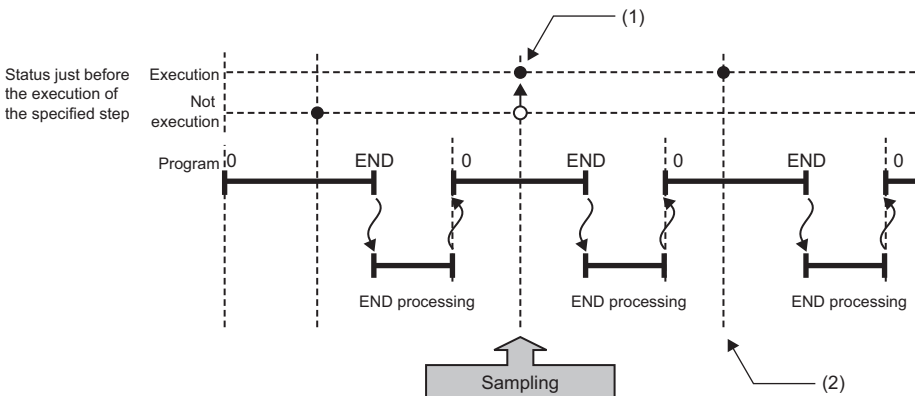 (1)
Status just before
the execution of
the specified step
Execution
Not
execution
Program
0
END
0
END
0
END
0
END processing
END processing
END processing
Sampling
(2)